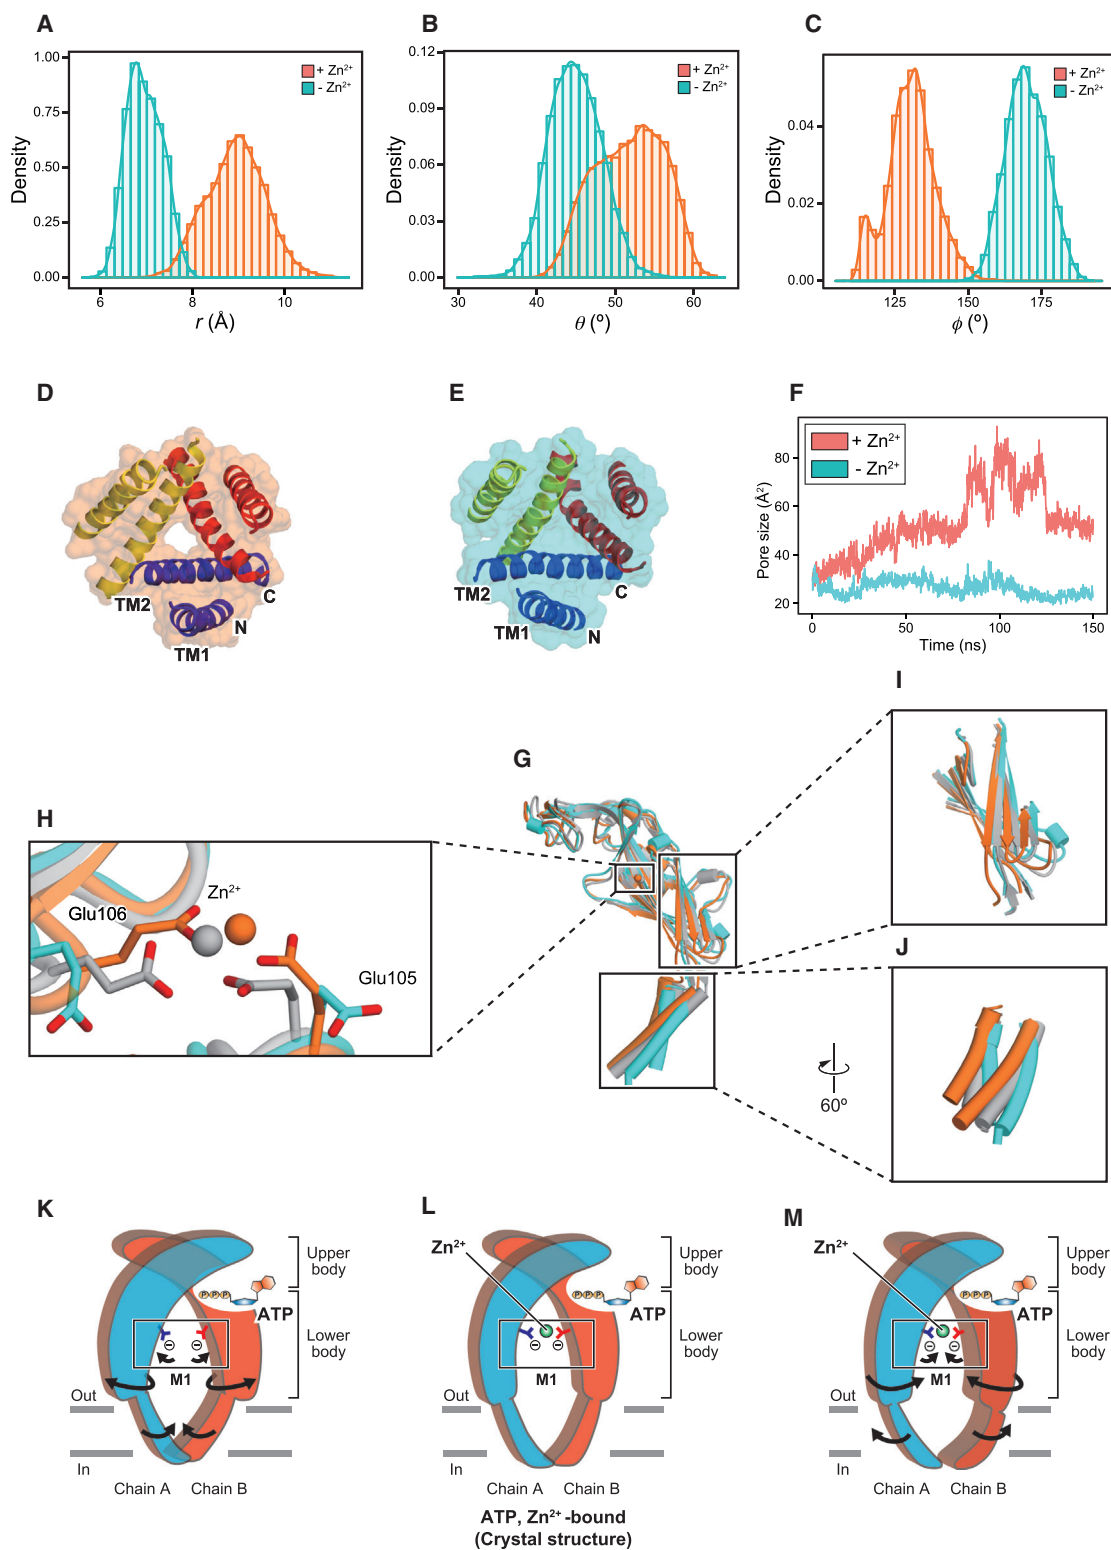 A
B
C
1.00
0.75
0.50
0.25
0.00
Density
6
8
10
r (Å)
+ Zn²⁺
- Zn²⁺
0.12
0.09
0.06
0.03
0.00
Density
30
40
50
60
θ (º)
+ Zn²⁺
- Zn²⁺
0.04
0.02
0.00
Density
125
150
175
ϕ (º)
+ Zn²⁺
- Zn²⁺
D
E
F
TM2
C
N
TM1
TM2
C
TM1
N
+ Zn²⁺
- Zn²⁺
80
60
40
20
Pore size (Å²)
0
50
100
150
Time (ns)
I
G
H
Zn²⁺
Glu106
Glu105
J
60º
K
L
M
Upper
body
ATP
P P P
Lower
body
M1
Out
In
Chain A
Chain B
Zn²⁺
Upper
body
P P P
ATP
Lower
body
M1
Out
In
Chain A
Chain B
ATP, Zn²⁺ -bound
(Crystal structure)
Zn²⁺
Upper
body
P P P
ATP
Lower
body
M1
Out
In
Chain A
Chain B